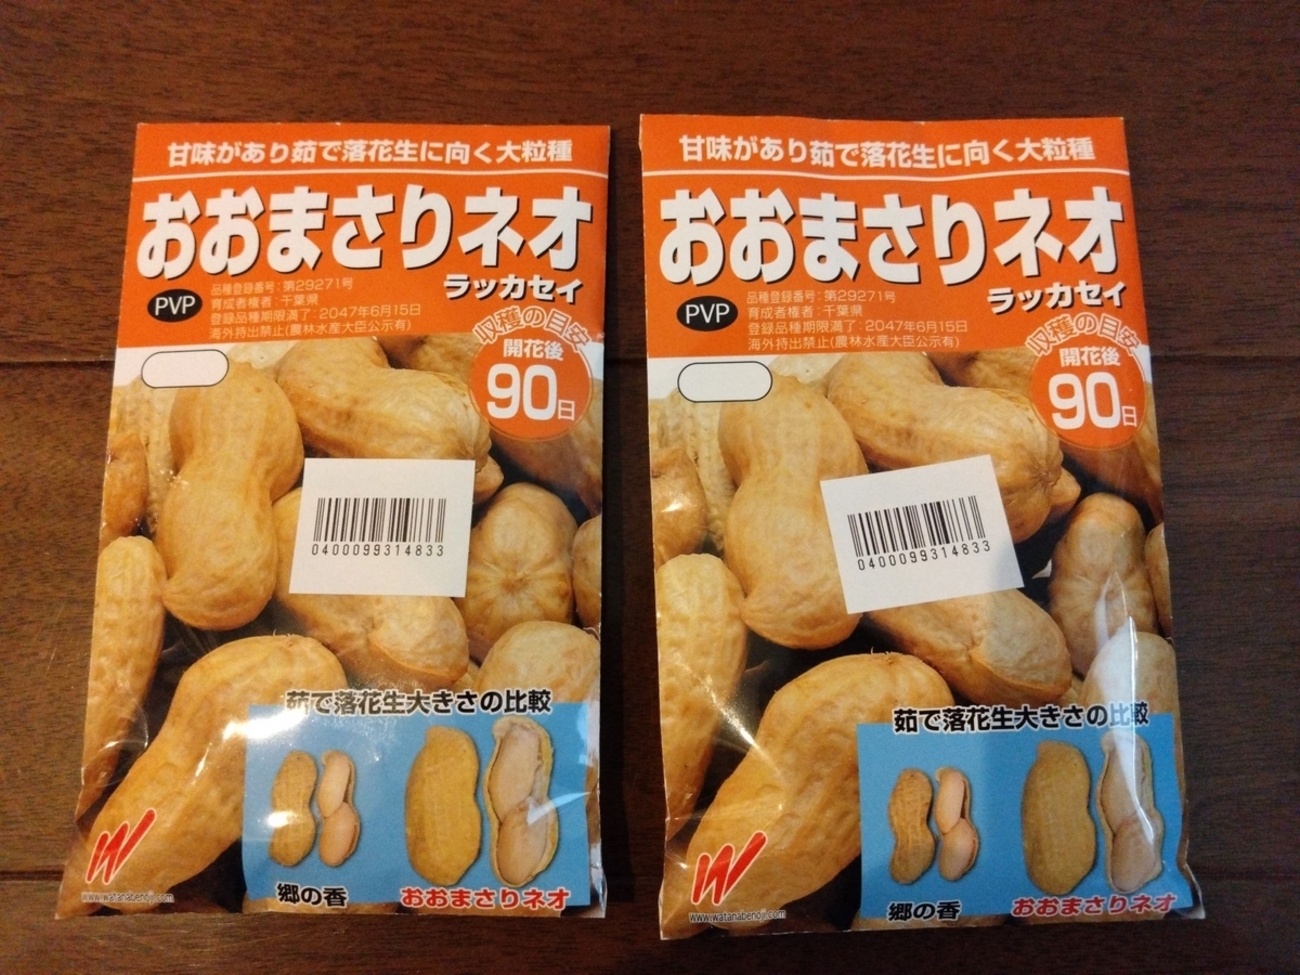 甘味があり茹で落花生に向く大粒種
おおまさりネオ
ラッカセイ
PVP
品種登録番号：第29271号
育成者権者：千葉県
登録品種期限満了：2047年6月15日
海外持出禁止(農林水産大臣公示有)
収穫の目安
開花後
90日
0400099314833
茹で落花生大きさの比較
郷の香
おおまさりネオ
W
www.watanabenoji.com
甘味があり茹で落花生に向く大粒種
おおまさりネオ
ラッカセイ
PVP
品種登録番号：第29271号
育成者権者：千葉県
登録品種期限満了：2047年6月15日
海外持出禁止(農林水産大臣公示有)
収穫の目安
開花後
90日
0400099314833
茹で落花生大きさの比較
郷の香
おおまさりネオ
W
www.watanabenoji.com